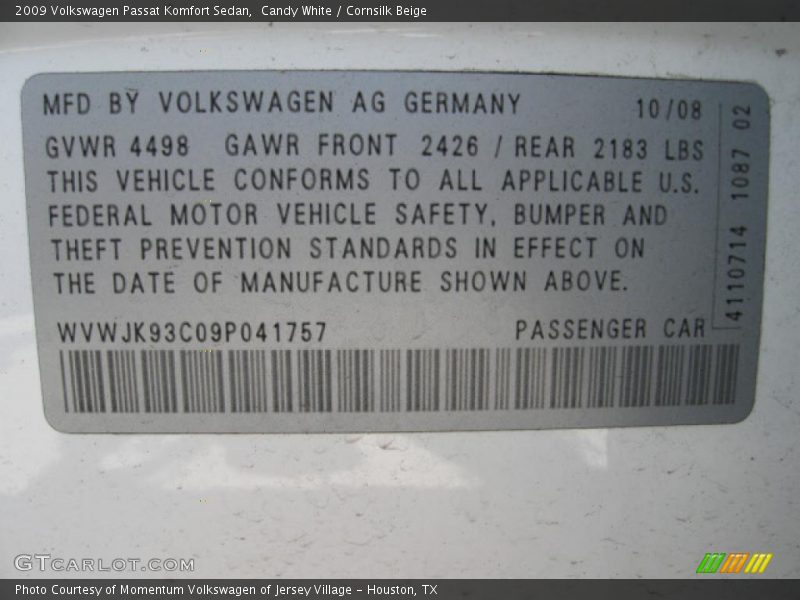 2009 Volkswagen Passat Komfort Sedan,  Candy White / Cornsilk Beige
MFD BY VOLKSWAGEN AG GERMANY 10/08
GVWR 4498 GAWR FRONT 2426 / REAR 2183 LBS
THIS VEHICLE CONFORMS TO ALL APPLICABLE U.S.
FEDERAL MOTOR VEHICLE SAFETY, BUMPER AND
THEFT PREVENTION STANDARDS IN EFFECT ON
THE DATE OF MANUFACTURE SHOWN ABOVE.
WVWJK93C09P041757 PASSENGER CAR
4110714 1087 02
GTCARLOT.COM
Photo Courtesy of Momentum Volkswagen of Jersey Village – Houston, TX